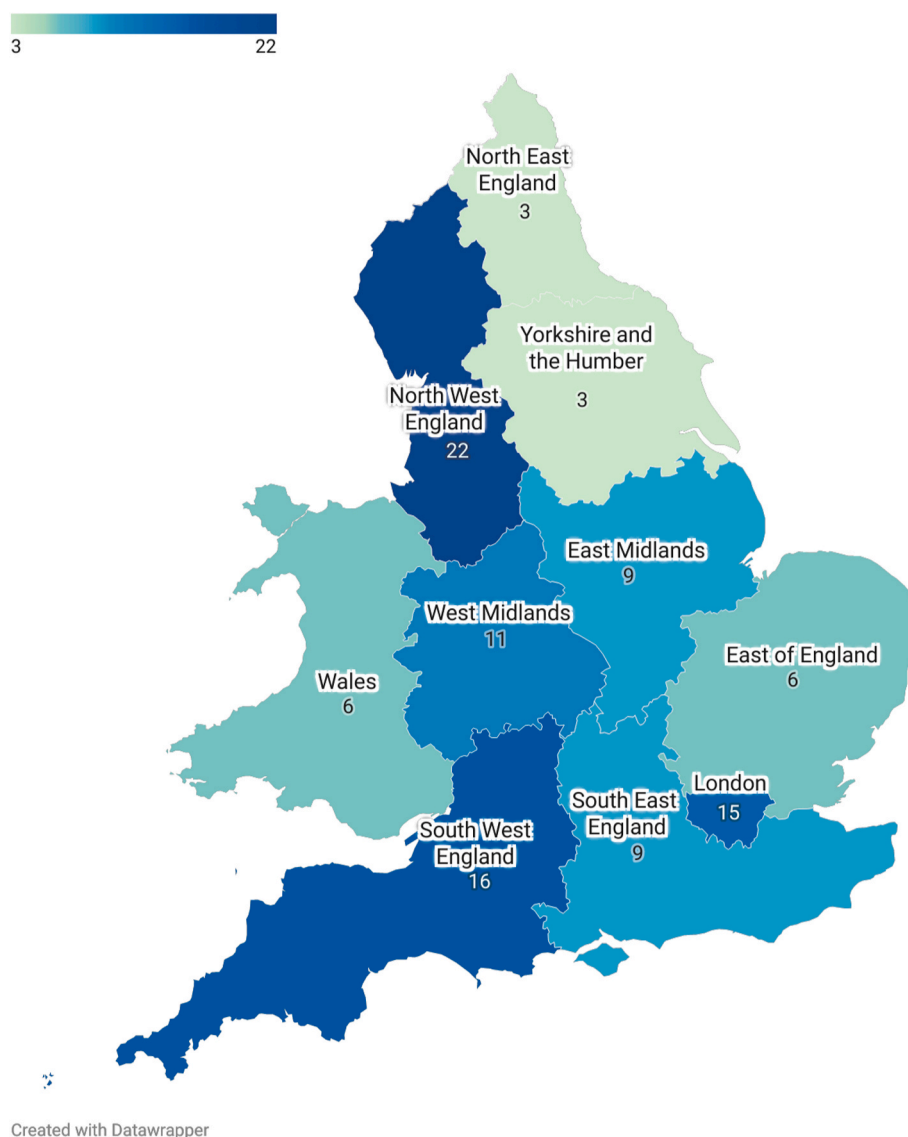 3
22
North East
England
3
Yorkshire and
the Humber
3
North West
England
22
East Midlands
9
West Midlands
11
East of England
6
Wales
6
London
15
South East
England
9
South West
England
16
Created with Datawrapper